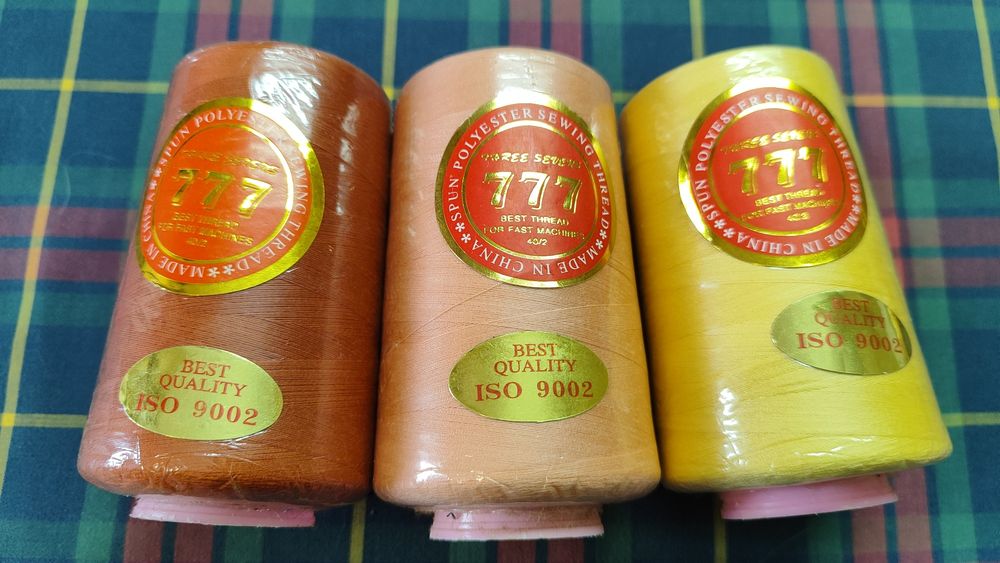 SPUN POLYESTER SEWING THREAD**MADE IN CHINA**
THREE SEVENS
777
BEST THREAD
FOR FAST MACHINES
40/2
BEST
QUALITY
ISO 9002
**SPUN POLYESTER SEWING THREAD**MADE IN CHINA
THREE SEVENS
777
BEST THREAD
FOR FAST MACHINES
40/2
BEST
QUALITY
ISO 9002
**SPUN POLYESTER SEWING THREAD**MADE IN CHINA
THREE SEVENS
777
BEST THREAD
FOR FAST MACHINES
40/2
BEST
QUALITY
ISO 9002